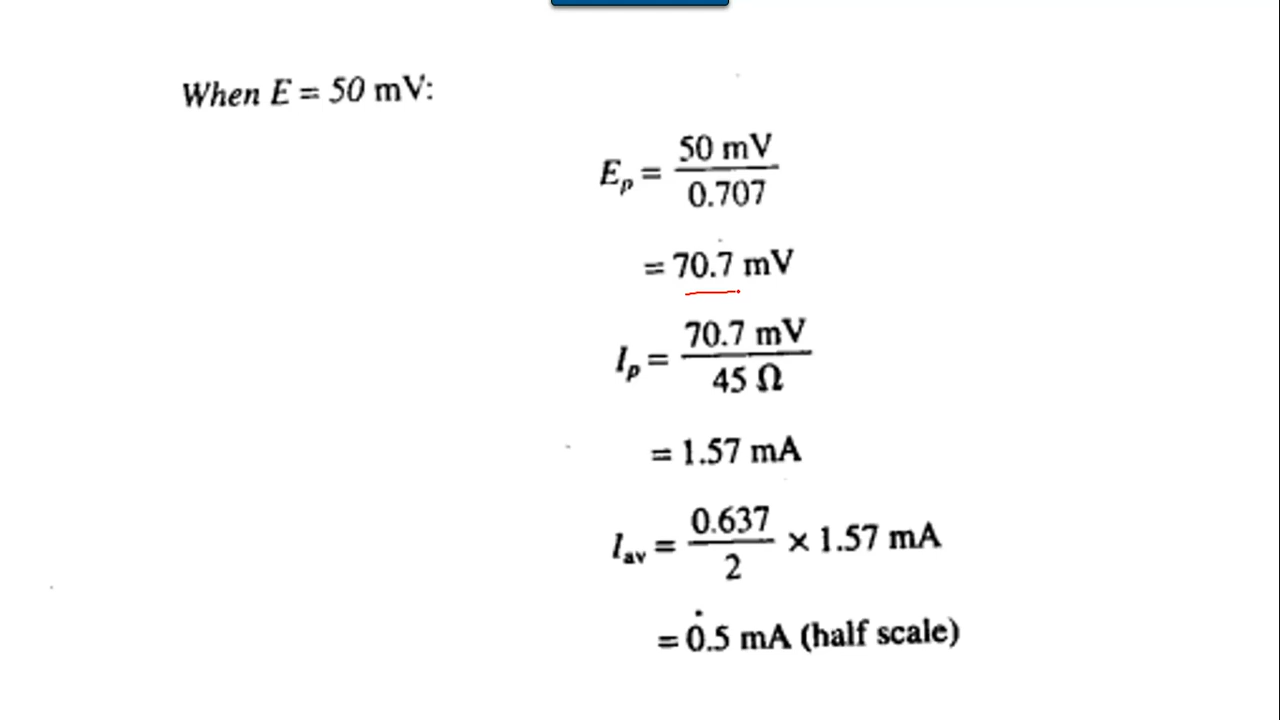 When E = 50 mV:
E_p = 50 mV / 0.707
= 70.7 mV
I_p = 70.7 mV / 45 Ω
= 1.57 mA
I_av = 0.637 / 2 × 1.57 mA
= 0.5 mA (half scale)